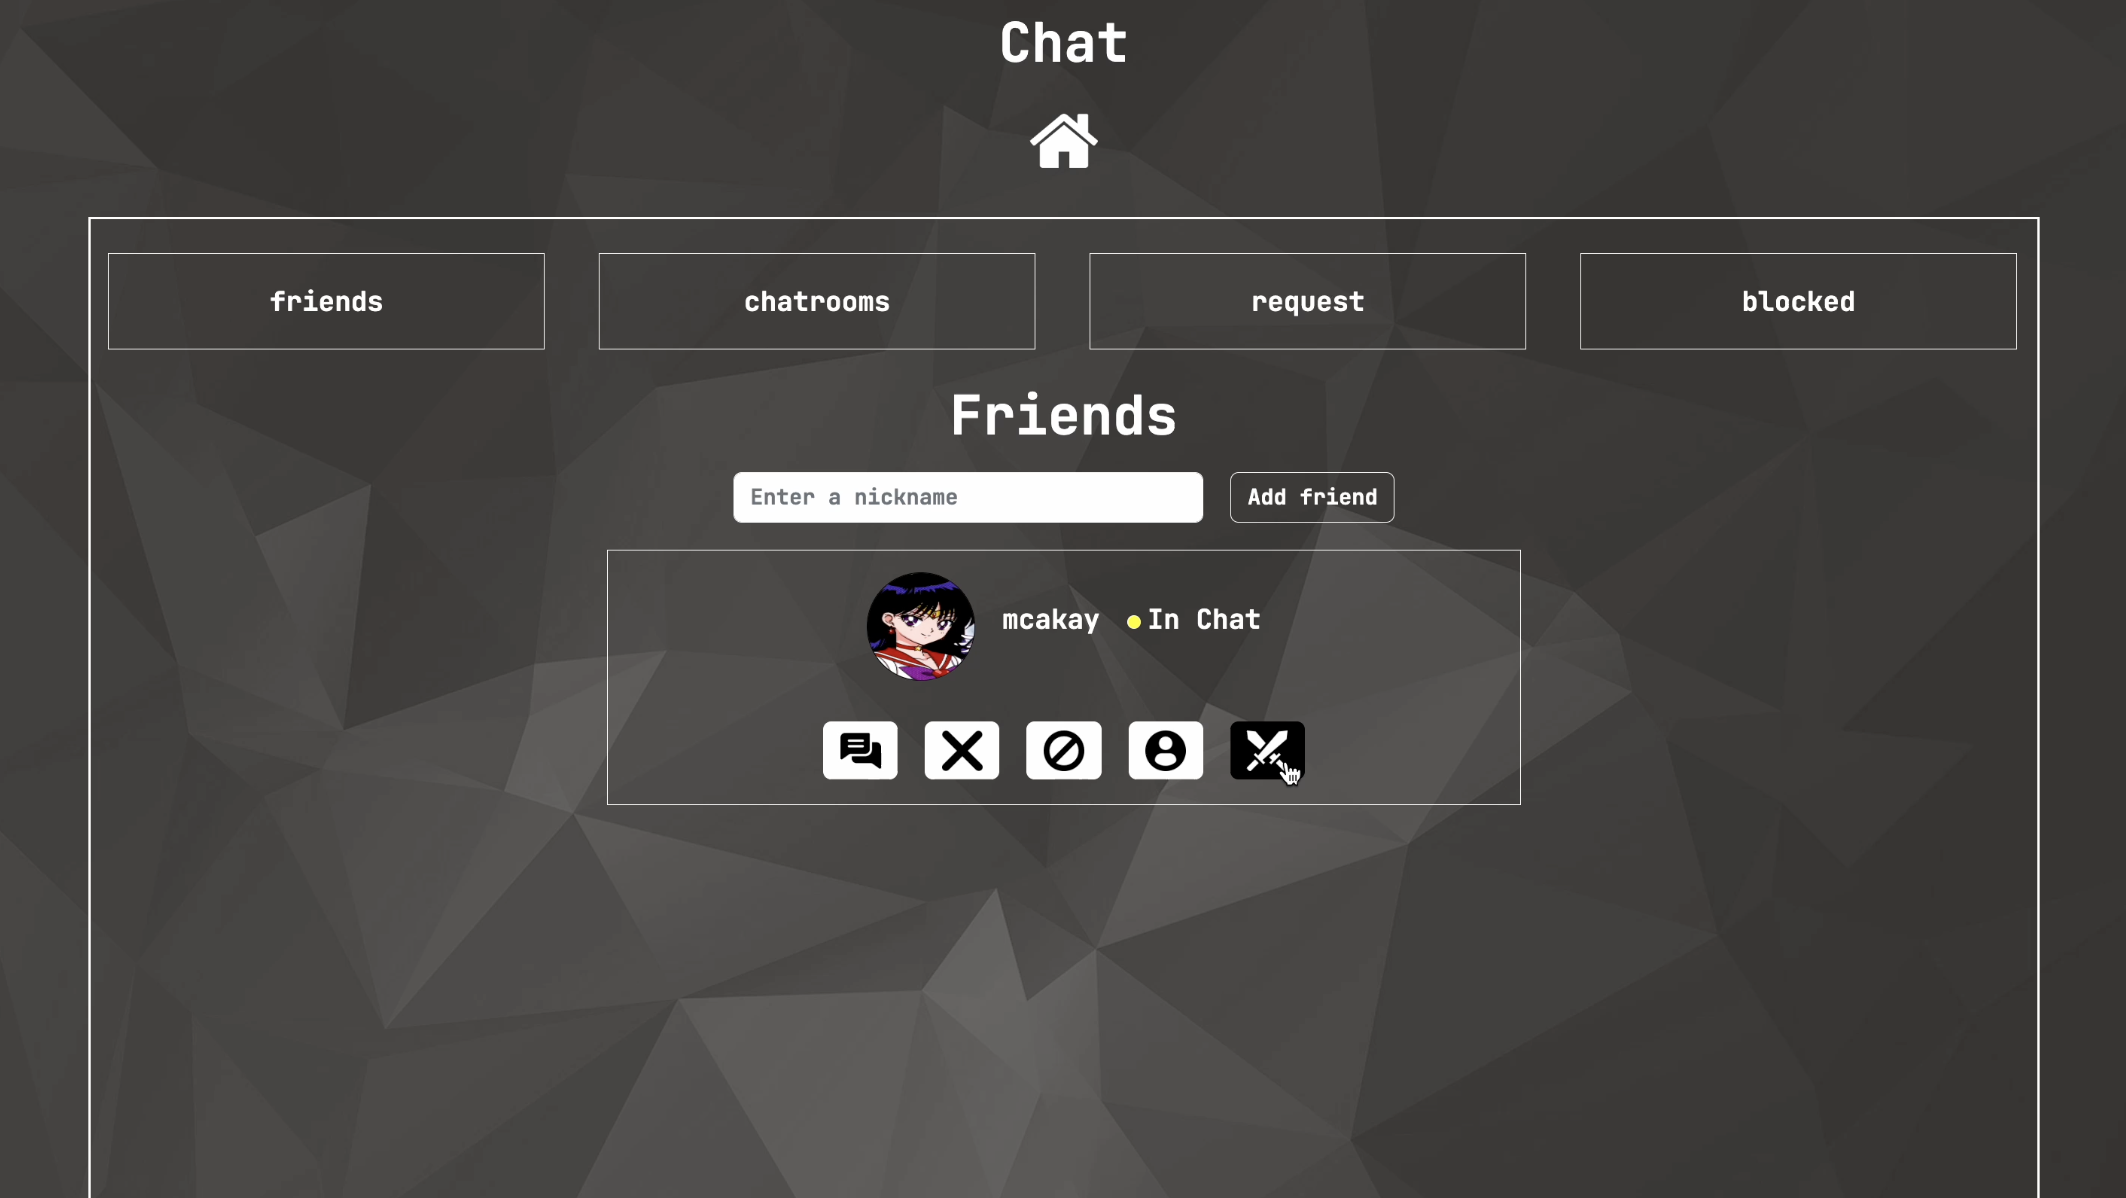 Chat
friends chatrooms request blocked
Friends
Enter a nickname Add friend
mcakay In Chat